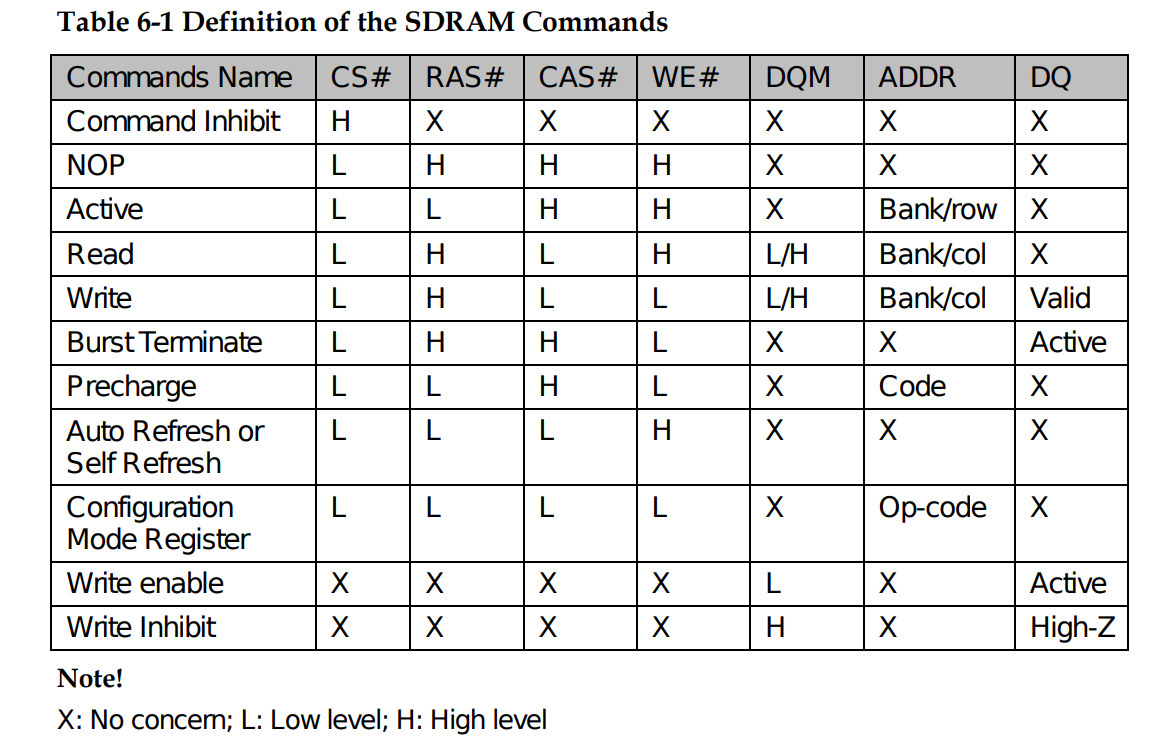 Table 6-1 Definition of the SDRAM Commands
Commands Name CS# RAS# CAS# WE# DQM ADDR DQ
Command Inhibit H X X X X X X
NOP L H H H X X X
Active L L H H X Bank/row X
Read L H L H L/H Bank/col X
Write L H L L L/H Bank/col Valid
Burst Terminate L H H L X X Active
Precharge L L H L X Code X
Auto Refresh or L L L H X X X
Self Refresh
Configuration L L L L X Op-code X
Mode Register
Write enable X X X X L X Active
Write Inhibit X X X X H X High-Z
Note!
X: No concern; L: Low level; H: High level